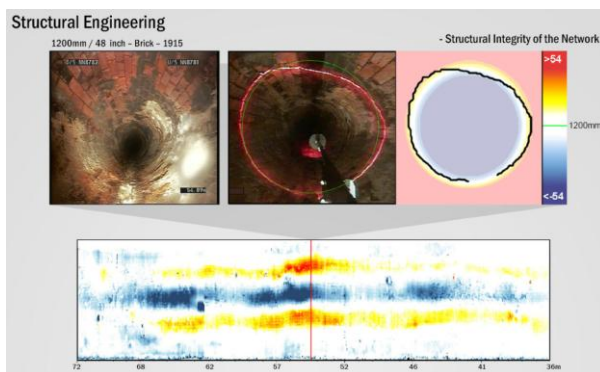 Structural Engineering
1200mm / 48 inch – Brick – 1915
- Structural Integrity of the Network
>54
1200mm
<-54
72
68
62
57
52
46
41
36m